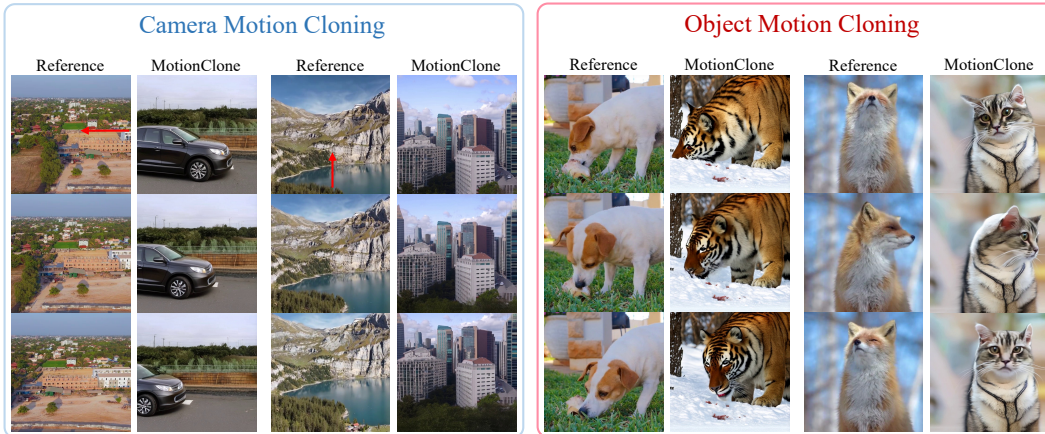 Camera Motion Cloning
Reference
MotionClone
Reference
MotionClone
Object Motion Cloning
Reference
MotionClone
Reference
MotionClone